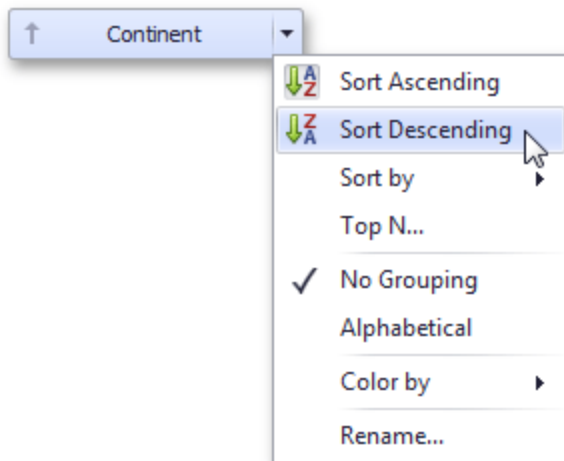 Continent
Sort Ascending
Sort Descending
Sort by
Top N...
No Grouping
Alphabetical
Color by
Rename...